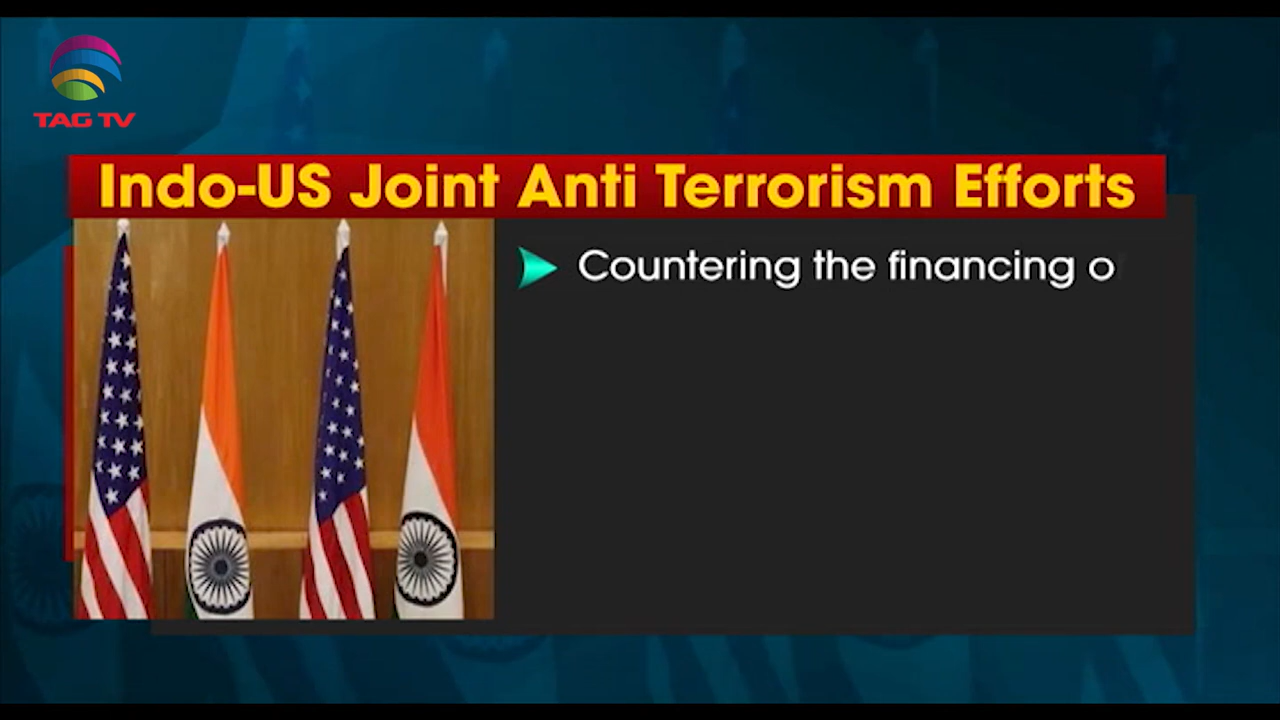 TAG TV
Indo-US Joint Anti Terrorism Efforts
Countering the financing o